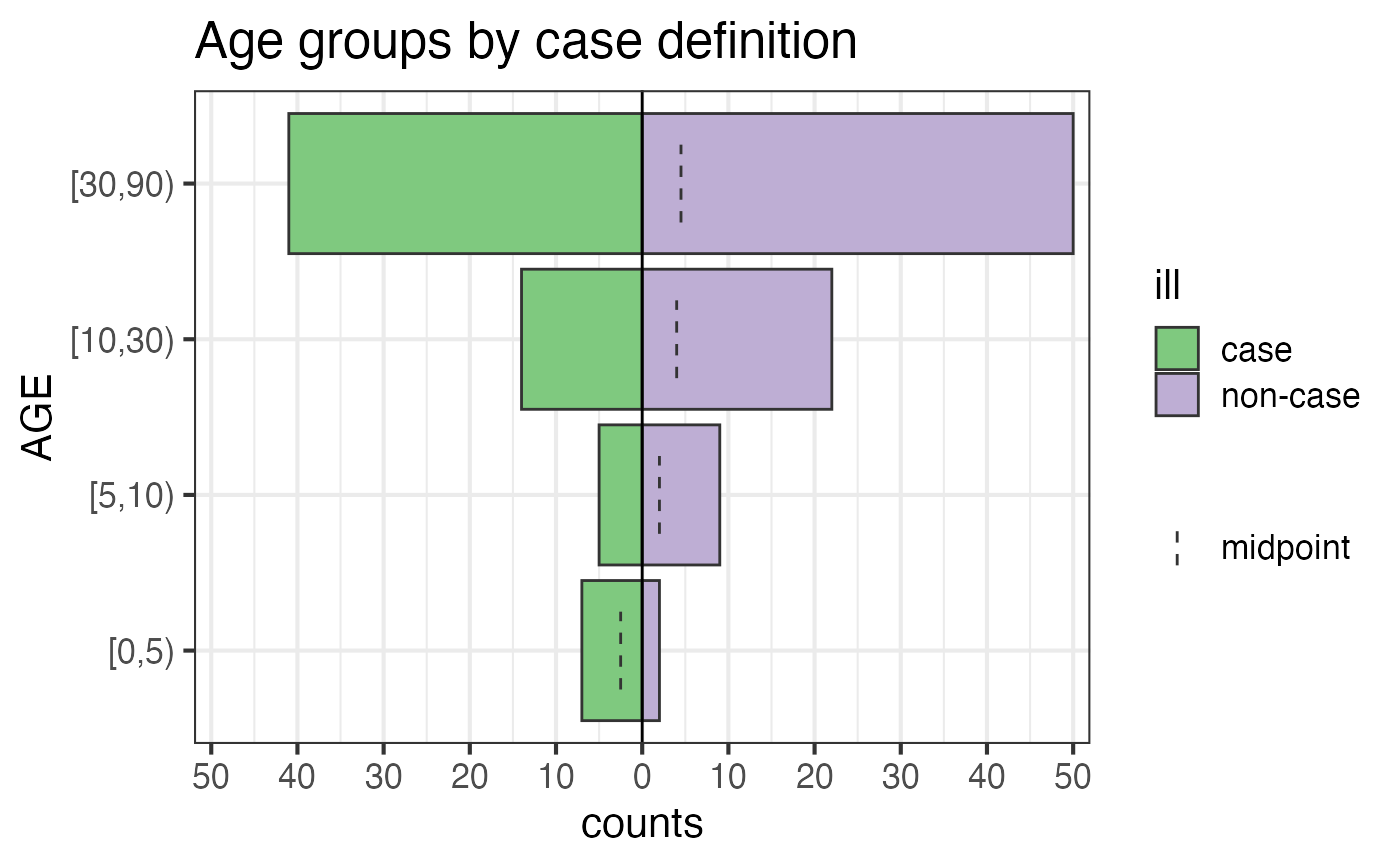 Age groups by case definition
[30,90)
[10,30)
[5,10)
[0,5)
AGE
50 40 30 20 10 0 10 20 30 40 50
counts
ill
case
non-case
midpoint